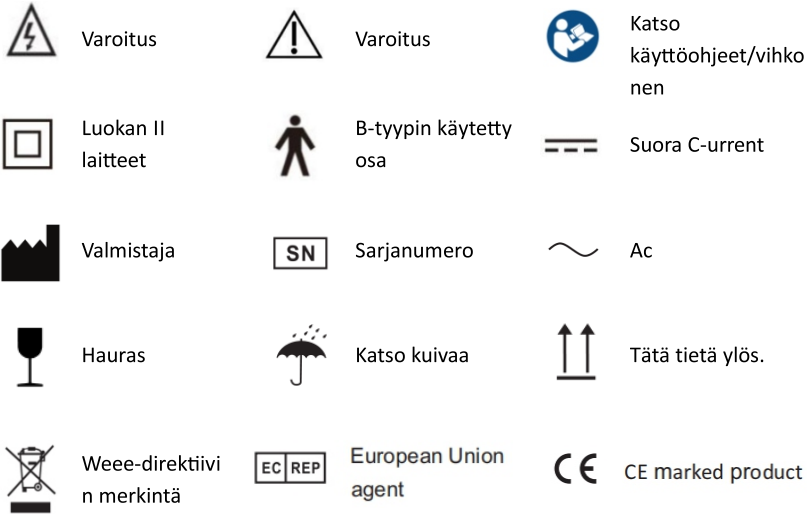 Varoitus
Varoitus
Katso
käyttöohjeet/vihko
nen
Luokan II
laitteet
B-tyypin käytetty
osa
Suora C-urrent
Valmistaja
SN
Sarjanumero
Ac
Hauras
Katso kuivaa
Tätä tietä ylös.
Weee-direktiivi
n merkintä
EC REP
European Union
agent
CE
CE marked product